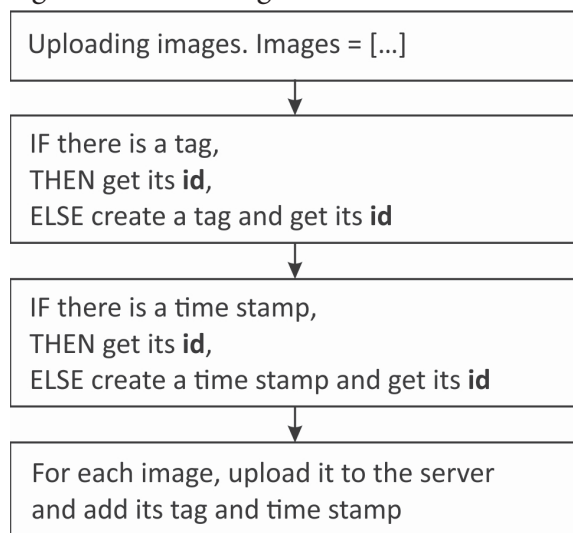 Uploading images. Images = [...]
IF there is a tag,
THEN get its id,
ELSE create a tag and get its id
IF there is a time stamp,
THEN get its id,
ELSE create a time stamp and get its id
For each image, upload it to the server
and add its tag and time stamp